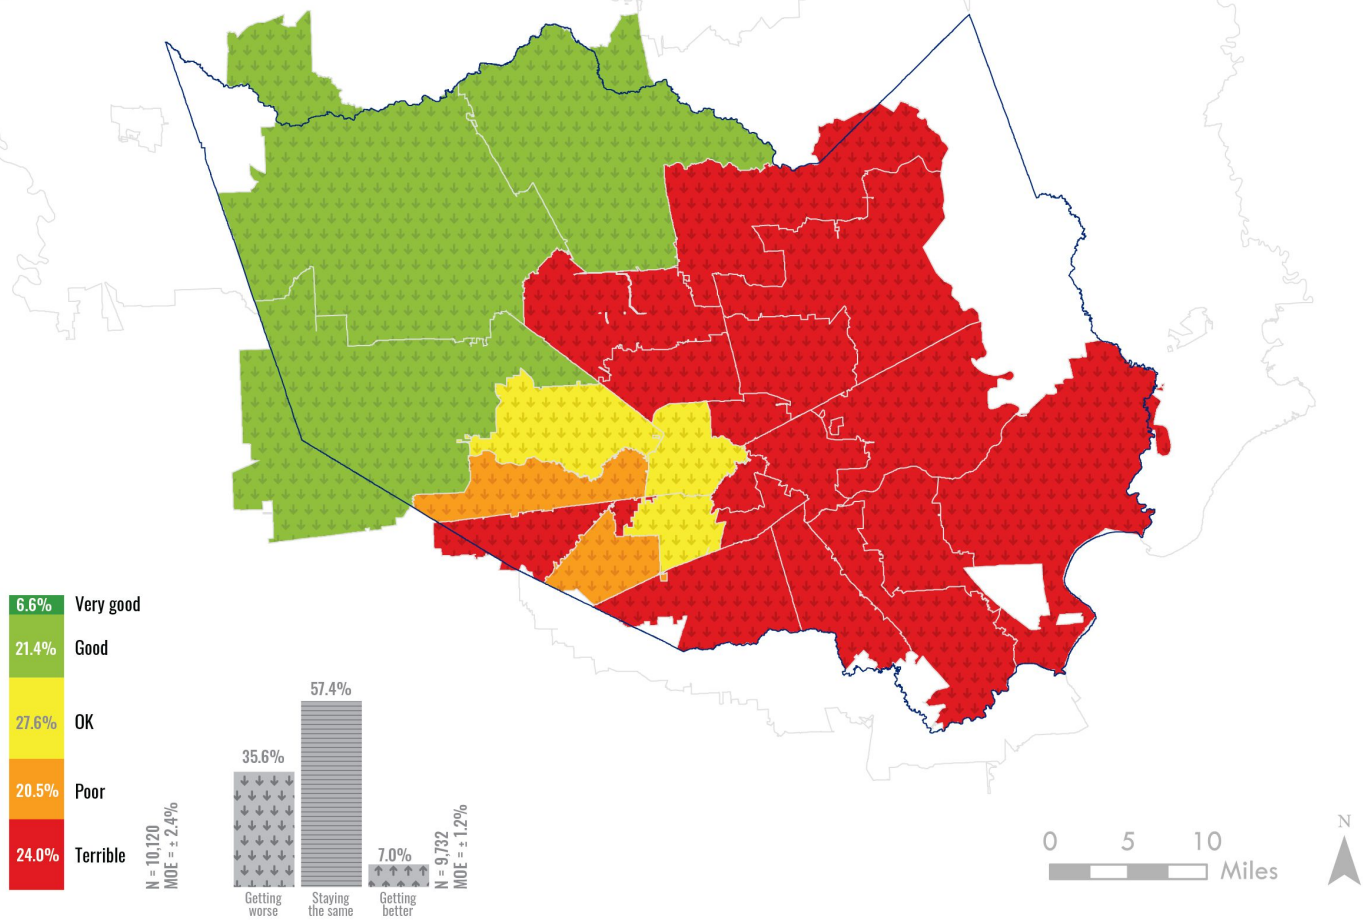 6.6% Very good
21.4% Good
27.6% OK
20.5% Poor
24.0% Terrible
N = 10,120
MOE = ± 2.4%
35.6%
57.4%
7.0%
Getting
worse
Staying
the same
Getting
better
N = 9,732
MOE = ± 1.2%
0 5 10
Miles
N